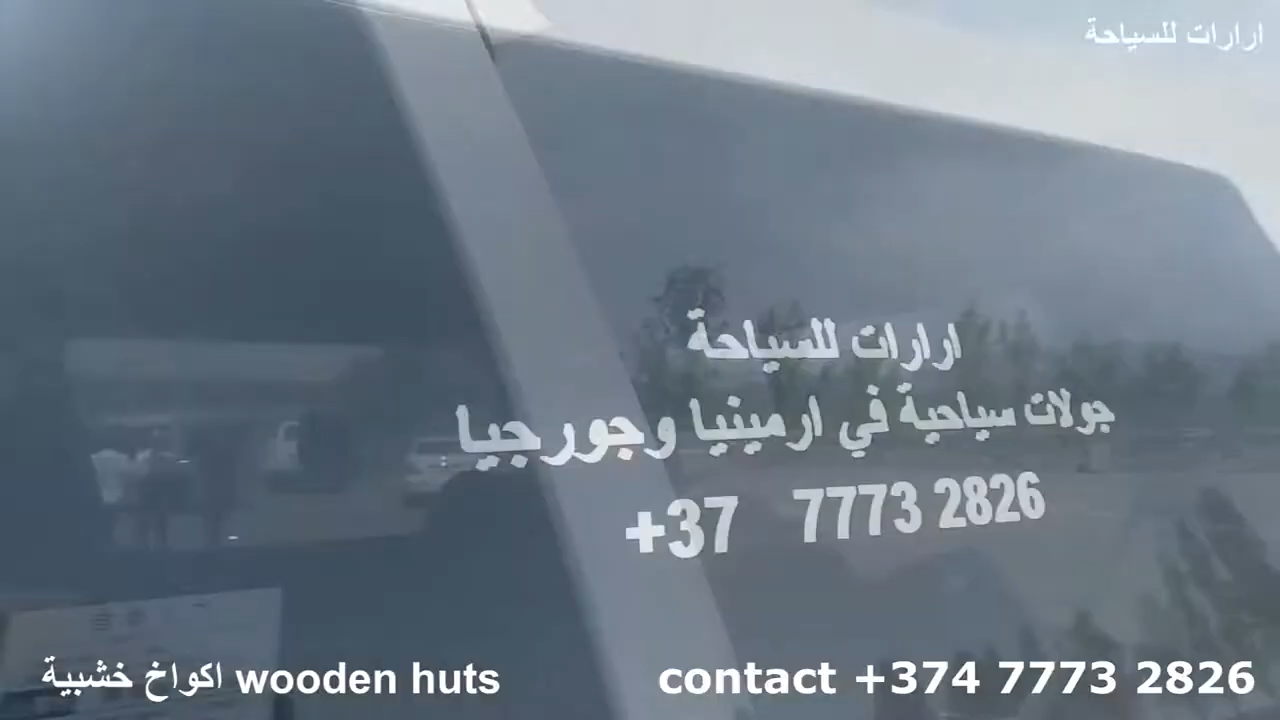 ارارات للسياحة
ارارات للسياحة
جولات سياحية في ارمينيا وجورجيا
+37 7773 2826
اكواخ خشبية wooden huts
contact +374 7773 2826